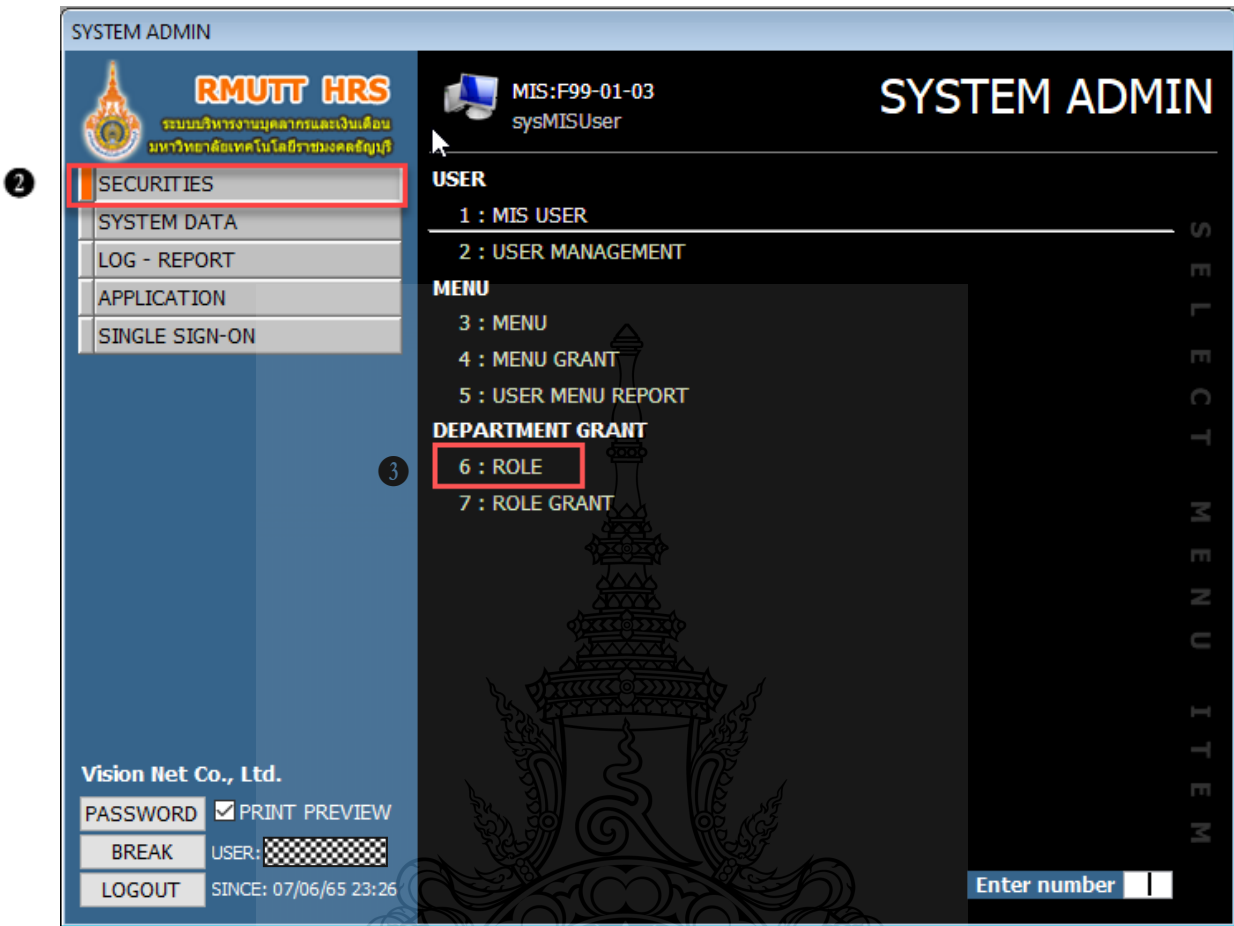 SYSTEM ADMIN
RMUTT HRS
ระบบบริหารงานบุคลากรและเงินเดือน
มหาวิทยาลัยเทคโนโลยีราชมงคลธัญบุรี
MIS:F99-01-03
sysMISUser
SYSTEM ADMIN
2
SECURITIES
SYSTEM DATA
LOG - REPORT
APPLICATION
SINGLE SIGN-ON
USER
1 : MIS USER
2 : USER MANAGEMENT
MENU
3 : MENU
4 : MENU GRANT
5 : USER MENU REPORT
DEPARTMENT GRANT
3
6 : ROLE
7 : ROLE GRANT
SELECT MENU ITEM
Vision Net Co., Ltd.
PASSWORD PRINT PREVIEW
BREAK USER:
LOGOUT SINCE: 07/06/65 23:26
Enter number